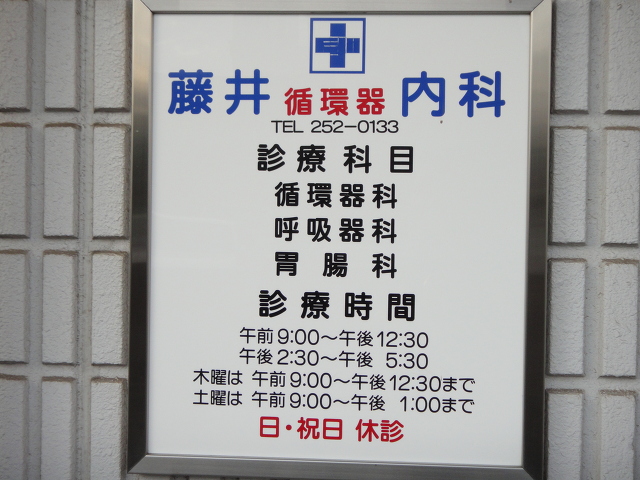 藤井 循環器 内科
TEL 252-0133
診療科目
循環器科
呼吸器科
胃腸科
診療時間
午前9:00～午後12:30
午後2:30～午後 5:30
木曜は 午前9:00～午後12:30まで
土曜は 午前9:00～午後 1:00まで
日・祝日 休診